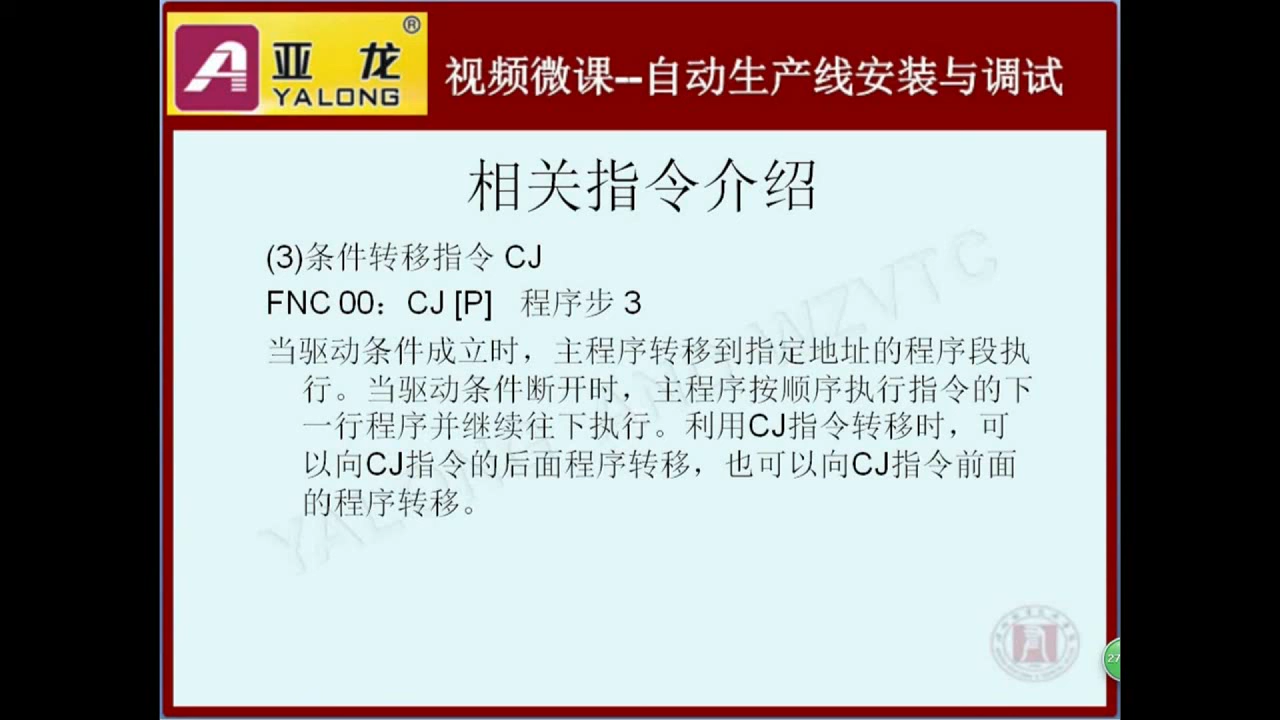 亚龙®
YALONG
视频微课--自动生产线安装与调试
相关指令介绍
(3)条件转移指令 CJ
FNC 00：CJ [P] 程序步 3
当驱动条件成立时，主程序转移到指定地址的程序段执
行。当驱动条件断开时，主程序按顺序执行指令的下
一行程序并继续往下执行。利用CJ指令转移时，可
以向CJ指令的后面程序转移，也可以向CJ指令前面
的程序转移。
27